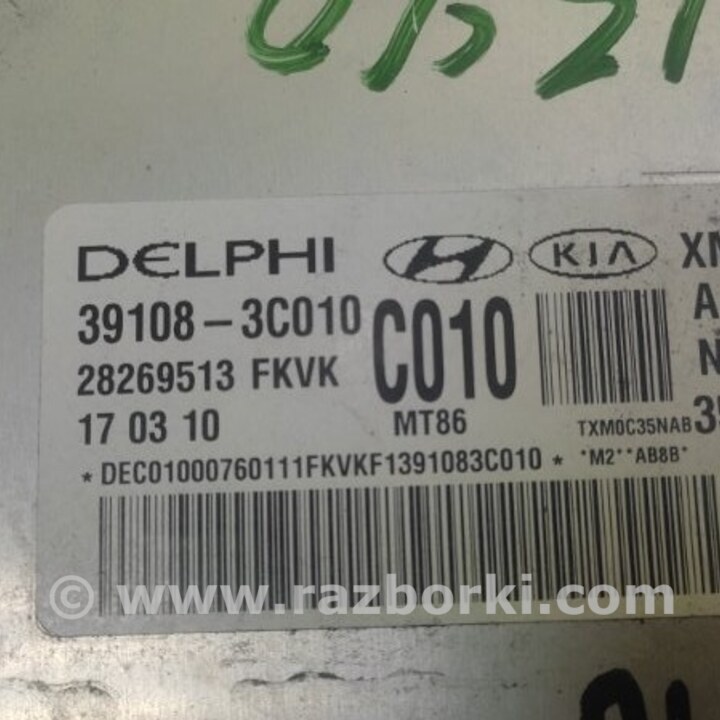 DELPHI KIA
39108-3C010 C010
28269513 FKVK
17 03 10 MT86 TXM0C35NAB
*DEC01000760111FKVKF1391083C010* *M2**AB8B*
© www.razborki.com